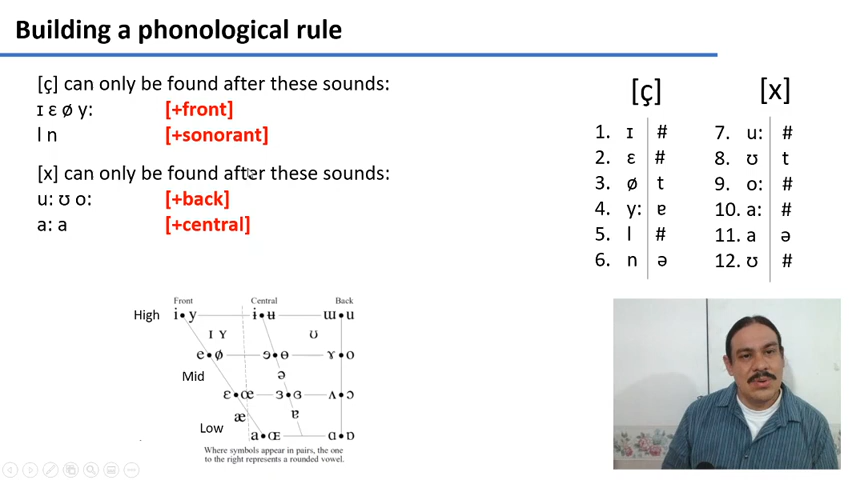 Building a phonological rule
[ç] can only be found after these sounds:
ɪ ɛ ø y: [+front]
l n [+sonorant]
[x] can only be found after these sounds:
u: ʊ o: [+back]
a: a [+central]
[ç] [x]
1. ɪ # 7. u: #
2. ɛ # 8. ʊ t
3. ø t 9. o: #
4. y: ɐ 10. a: #
5. l # 11. a ə
6. n ə 12. ʊ #
Front Central Back
High i • y ɨ • ʉ ɯ • u
ɪ ʏ ʊ
e • ø ɘ • ɵ ɤ • o
Mid ə
ɛ • œ ɜ • ɞ ʌ • ɔ
æ ɐ
Low
a • Œ ɑ • ɒ
Where symbols appear in pairs, the one
to the right represents a rounded vowel.